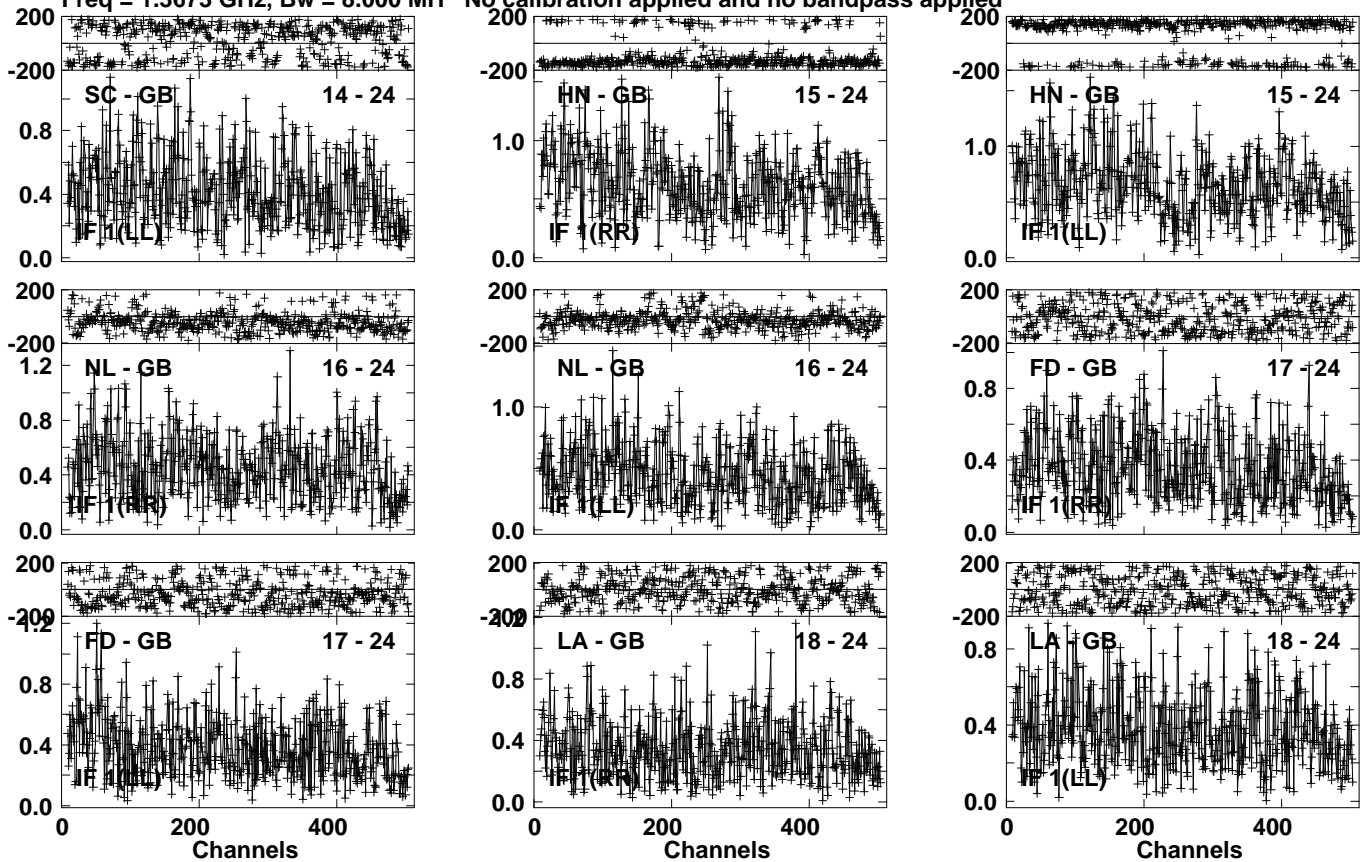 Freq = GHz, Bw = 8.000 MH No calibration applied and no bandpass applied
200 200 200
-200 -200 -200
SC - GB 14 - 24 HN - GB 15 - 24 HN - GB 15 - 24
0.8 1.0 1.0
0.4
IF 1(LL) IF 1(RR) IF 1(LL)
0.0 0.0 0.0
200 200 200
-200 -200 -200
NL - GB 16 - 24 NL - GB 16 - 24 FD - GB 17 - 24
1.2 1.0 0.8
0.8
0.4 0.4
IF 1(RR) IF 1(LL) IF 1(RR)
0.0 0.0 0.0
200 200 200
-200 -200 -200
1.2 1.2
FD - GB 17 - 24 LA - GB 18 - 24 LA - GB 18 - 24
0.8 0.8 0.8
0.4 0.4 0.4
IF 1(LL) IF 1(RR) IF 1(LL)
0.0 0.0 0.0
0 200 400 0 200 400 0 200 400
Channels Channels Channels